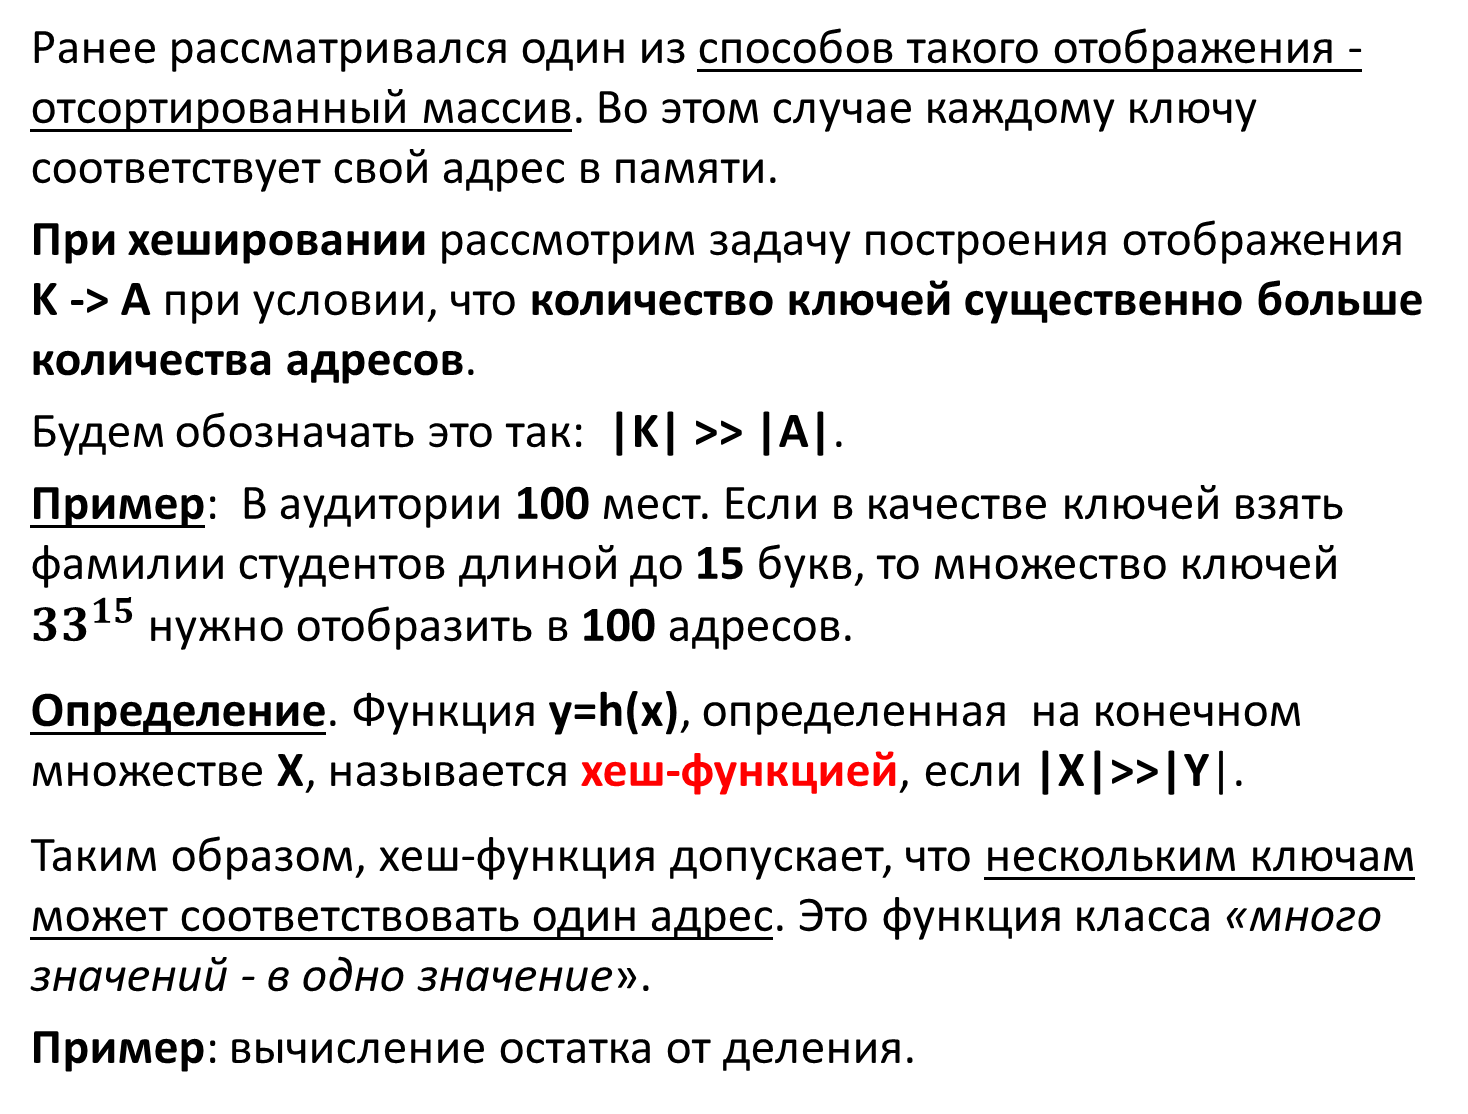 Ранее рассматривался один из способов такого отображения -
отсортированный массив. Во этом случае каждому ключу
соответствует свой адрес в памяти.
При хешировании рассмотрим задачу построения отображения
K -> A при условии, что количество ключей существенно больше
количества адресов.
Будем обозначать это так: |K| >> |A|.
Пример: В аудитории 100 мест. Если в качестве ключей взять
фамилии студентов длиной до 15 букв, то множество ключей
33¹⁵ нужно отобразить в 100 адресов.
Определение. Функция y=h(x), определенная на конечном
множестве X, называется хеш-функцией, если |X|>>|Y|.
Таким образом, хеш-функция допускает, что нескольким ключам
может соответствовать один адрес. Это функция класса «много
значений - в одно значение».
Пример: вычисление остатка от деления.